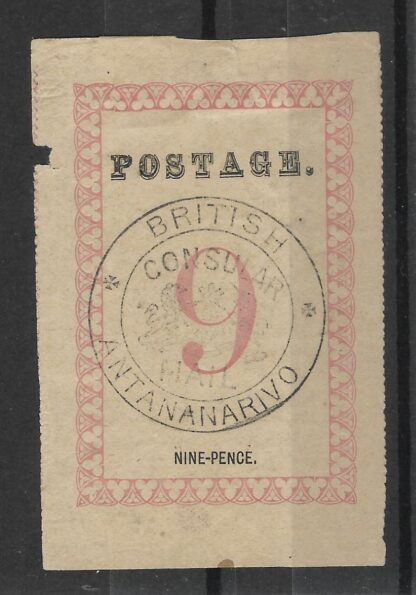 POSTAGE.
BRITISH
CONSULAR
9
MAIL
ANTANANARIVO
NINE-PENCE.